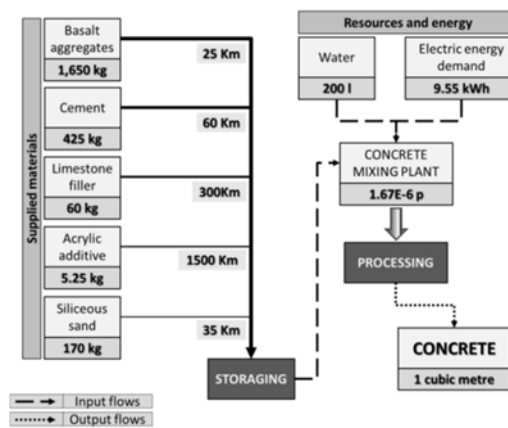 Supplied materials
Basalt
aggregates
1,650 kg
25 Km
Cement
425 kg
60 Km
Limestone
filler
60 kg
300Km
Acrylic
additive
5.25 kg
1500 Km
Siliceous
sand
170 kg
35 Km
STORAGING
Resources and energy
Water
200 l
Electric energy
demand
9.55 kWh
CONCRETE
MIXING PLANT
1.67E-6 p
PROCESSING
CONCRETE
1 cubic metre
Input flows
Output flows